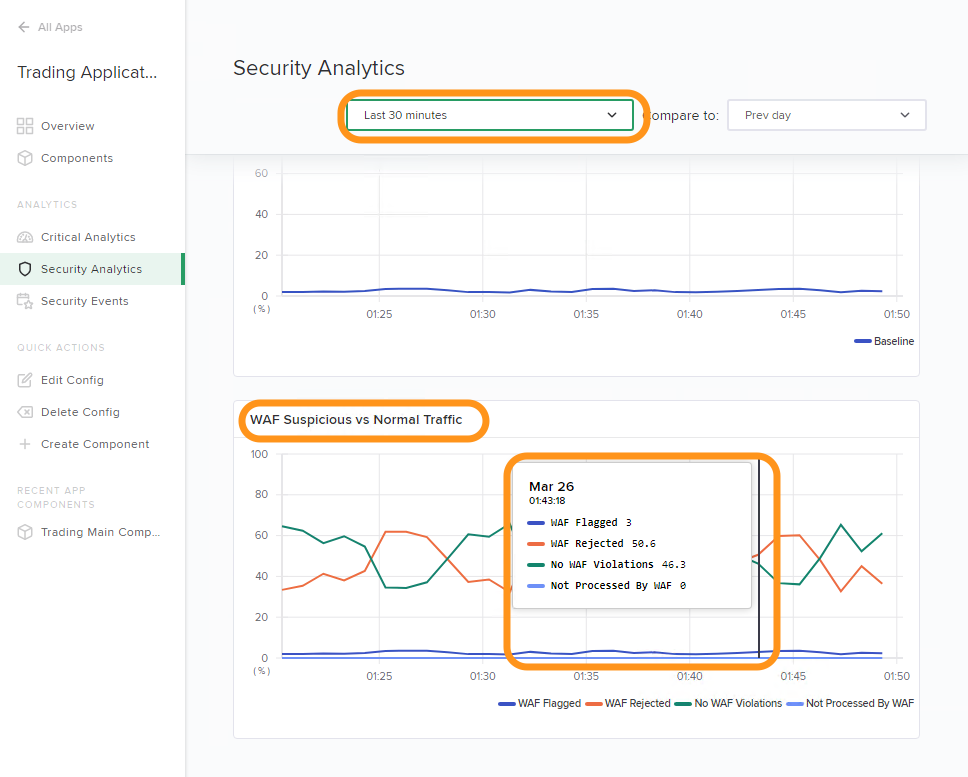 All Apps
Trading Applicat...
Overview
Components
ANALYTICS
Critical Analytics
Security Analytics
Security Events
QUICK ACTIONS
Edit Config
Delete Config
Create Component
RECENT APP
COMPONENTS
Trading Main Comp...
Security Analytics
Last 30 minutes
ompare to:
Prev day
60
40
20
0
(%)
01:25 01:30 01:35 01:40 01:45 01:50
Baseline
WAF Suspicious vs Normal Traffic
100
80
60
40
20
0
(%)
Mar 26
01:43:18
WAF Flagged 3
WAF Rejected 50.6
No WAF Violations 46.3
Not Processed By WAF 0
01:25 01:30 01:35 01:40 01:45 01:50
WAF Flagged WAF Rejected No WAF Violations Not Processed By WAF